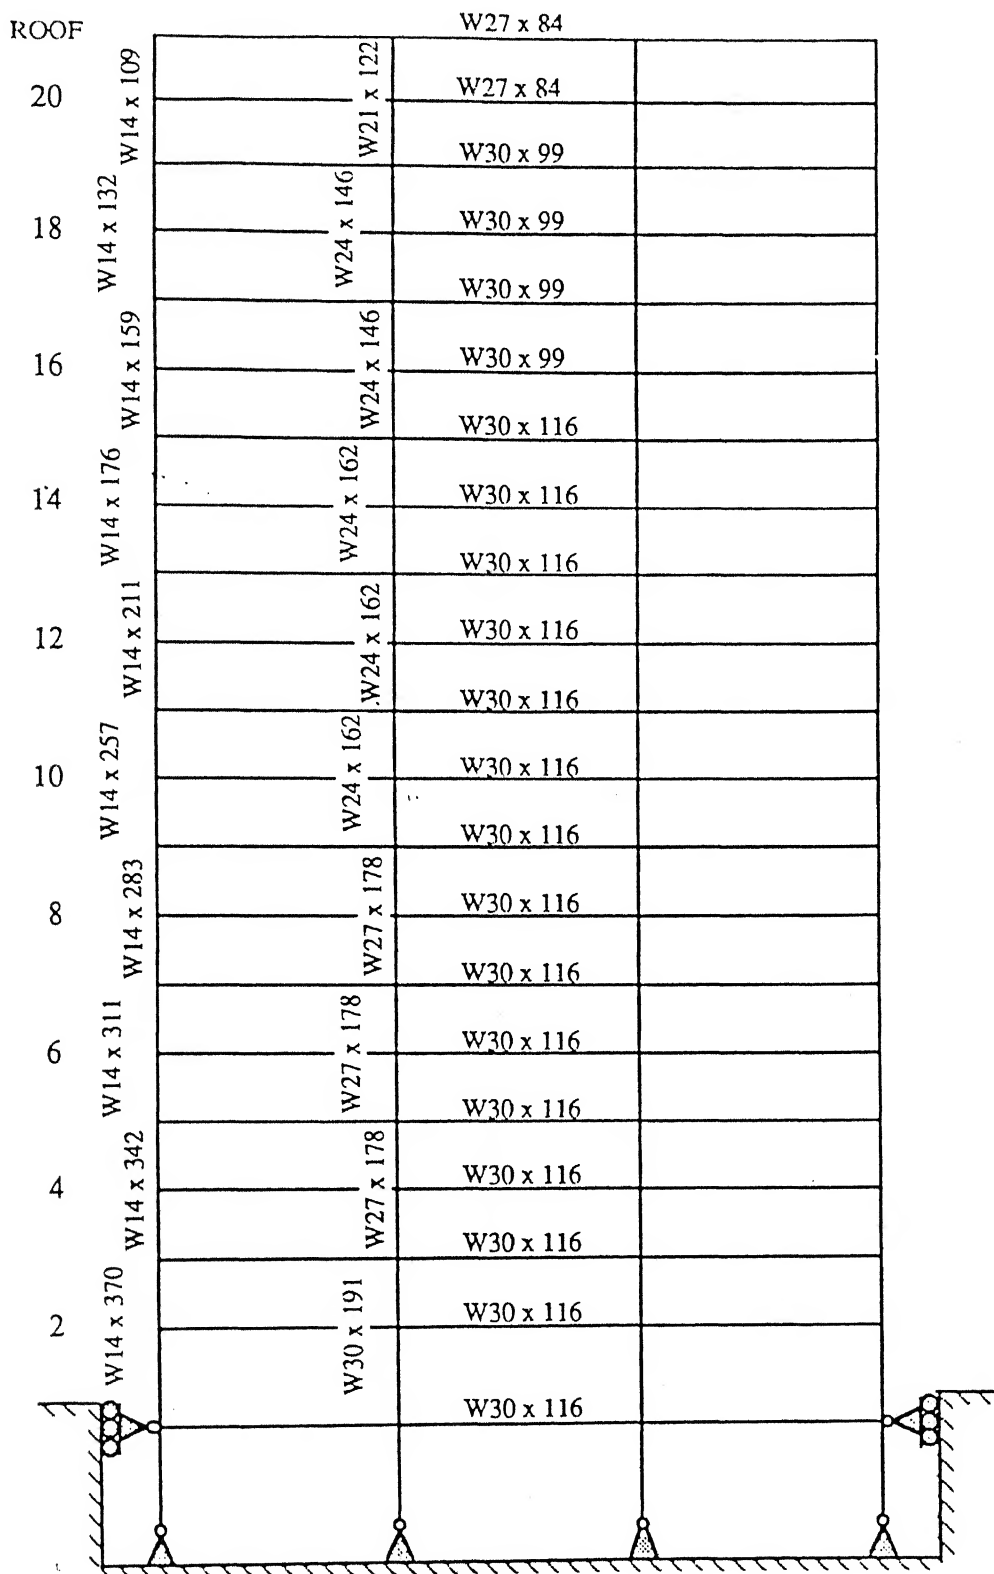 ROOF
W27 x 84
W14 x 109
W21 x 122
20
W27 x 84
W30 x 99
W14 x 132
W24 x 146
18
W30 x 99
W30 x 99
W14 x 159
W24 x 146
16
W30 x 99
W30 x 116
W14 x 176
W24 x 162
14
W30 x 116
W30 x 116
W14 x 211
W24 x 162
12
W30 x 116
W30 x 116
W14 x 257
W24 x 162
10
W30 x 116
W30 x 116
W14 x 283
W27 x 178
8
W30 x 116
W30 x 116
W14 x 311
W27 x 178
6
W30 x 116
W30 x 116
W14 x 342
W27 x 178
4
W30 x 116
W30 x 116
W14 x 370
W30 x 191
2
W30 x 116
W30 x 116